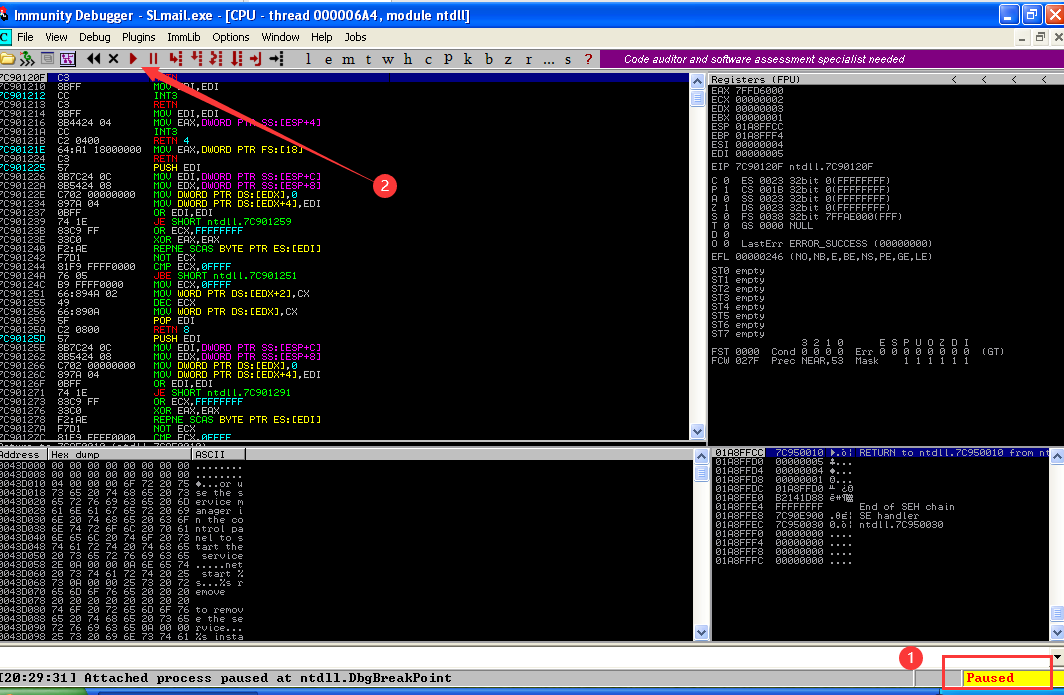 Immunity Debugger - SLmail.exe - [CPU - thread 000006A4, module ntdll]
C File View Debug Plugins ImmLib Options Window Help Jobs
l e m t w h c P k b z r ... s ?
Code auditor and software assessment specialist needed
7C90120F C3 RETN
7C901210 8BFF MOV EDI,EDI
7C901212 CC INT3
7C901213 C3 RETN
7C901214 8BFF MOV EDI,EDI
7C901216 8B4424 04 MOV EAX,DWORD PTR SS:[ESP+4]
7C90121A CC INT3
7C90121B C2 0400 RETN 4
7C90121E 64:A1 18000000 MOV EAX,DWORD PTR FS:[18]
7C901224 C3 RETN
7C901225 57 PUSH EDI
7C901226 8B7C24 0C MOV EDI,DWORD PTR SS:[ESP+C]
7C90122A 8B5424 08 MOV EDX,DWORD PTR SS:[ESP+8]
7C90122E C702 00000000 MOV DWORD PTR DS:[EDX],0
7C901234 897A 04 MOV DWORD PTR DS:[EDX+4],EDI
7C901237 0BFF OR EDI,EDI
7C901239 74 1E JE SHORT ntdll.7C901259
7C90123B 83C9 FF OR ECX,FFFFFFFF
7C90123E 33C0 XOR EAX,EAX
7C901240 F2:AE REPNE SCAS BYTE PTR ES:[EDI]
7C901242 F7D1 NOT ECX
7C901244 81F9 FFFF0000 CMP ECX,0FFFF
7C90124A 76 05 JBE SHORT ntdll.7C901251
7C90124C B9 FFFF0000 MOV ECX,0FFFF
7C901251 66:894A 02 MOV WORD PTR DS:[EDX+2],CX
7C901255 49 DEC ECX
7C901256 66:890A MOV WORD PTR DS:[EDX],CX
7C901259 5F POP EDI
7C90125A C2 0800 RETN 8
7C90125D 57 PUSH EDI
7C90125E 8B7C24 0C MOV EDI,DWORD PTR SS:[ESP+C]
7C901262 8B5424 08 MOV EDX,DWORD PTR SS:[ESP+8]
7C901266 C702 00000000 MOV DWORD PTR DS:[EDX],0
7C90126C 897A 04 MOV DWORD PTR DS:[EDX+4],EDI
7C90126F 0BFF OR EDI,EDI
7C901271 74 1E JE SHORT ntdll.7C901291
7C901273 83C9 FF OR ECX,FFFFFFFF
7C901276 33C0 XOR EAX,EAX
7C901278 F2:AE REPNE SCAS BYTE PTR ES:[EDI]
7C90127A F7D1 NOT ECX
7C90127C 81F9 FFFF0000 CMP ECX,0FFFF
2
Registers (FPU) < < < <
EAX 7FFD6000
ECX 00000002
EDX 00000003
EBX 00000001
ESP 01A8FFCC
EBP 01A8FFF4
ESI 00000004
EDI 00000005
EIP 7C90120F ntdll.7C90120F
C 0 ES 0023 32bit 0(FFFFFFFF)
P 1 CS 001B 32bit 0(FFFFFFFF)
A 0 SS 0023 32bit 0(FFFFFFFF)
Z 1 DS 0023 32bit 0(FFFFFFFF)
S 0 FS 0038 32bit 7FFAE000(FFF)
T 0 GS 0000 NULL
D 0
O 0 LastErr ERROR_SUCCESS (00000000)
EFL 00000246 (NO,NB,E,BE,NS,PE,GE,LE)
ST0 empty
ST1 empty
ST2 empty
ST3 empty
ST4 empty
ST5 empty
ST6 empty
ST7 empty
3 2 1 0 E S P U O Z D I
FST 0000 Cond 0 0 0 0 Err 0 0 0 0 0 0 0 0 (GT)
FCW 027F Prec NEAR,53 Mask 1 1 1 1 1 1
Address Hex dump ASCII
0043D000 00 00 00 00 00 00 00 00 ........
0043D008 00 00 00 00 00 00 00 00 ........
0043D010 04 00 00 00 6F 72 20 75 ♦...or u
0043D018 73 65 20 74 68 65 20 73 se the s
0043D020 65 72 76 69 63 65 20 6D ervice m
0043D028 61 6E 61 67 65 72 20 69 anager i
0043D030 6E 20 74 68 65 20 63 6F n the co
0043D038 6E 74 72 6F 6C 20 70 61 ntrol pa
0043D040 6E 65 6C 20 74 6F 20 73 nel to s
0043D048 74 61 72 74 20 74 68 65 tart the
0043D050 20 73 65 72 76 69 63 65 service
0043D058 2E 0A 00 00 0A 6E 65 74 .....net
0043D060 20 73 74 61 72 74 20 25 start %
0043D068 73 0A 00 00 25 73 20 72 s...%s r
0043D070 65 6D 6F 76 65 20 20 20 emove
0043D078 20 20 20 20 20 20 20 20
0043D080 74 6F 20 72 65 6D 6F 76 to remov
0043D088 65 20 74 68 65 20 73 65 e the se
0043D090 72 76 69 63 65 0A 00 00 rvice...
0043D098 25 73 20 69 6E 73 74 61 %s insta
01A8FFCC 7C950010 RETURN to ntdll.7C950010 from nt
01A8FFD0 00000005 ♣...
01A8FFD4 00000004 ♦...
01A8FFD8 00000001 ☺...
01A8FFDC 01A8FFD0
01A8FFE0 B2141D88
01A8FFE4 FFFFFFFF End of SEH chain
01A8FFE8 7C90E900 SE handler
01A8FFEC 7C950030 ntdll.7C950030
01A8FFF0 00000000 ....
01A8FFF4 00000000 ....
01A8FFF8 00000000 ....
01A8FFFC 00000000 ....
1
[20:29:31] Attached process paused at ntdll.DbgBreakPoint
Paused